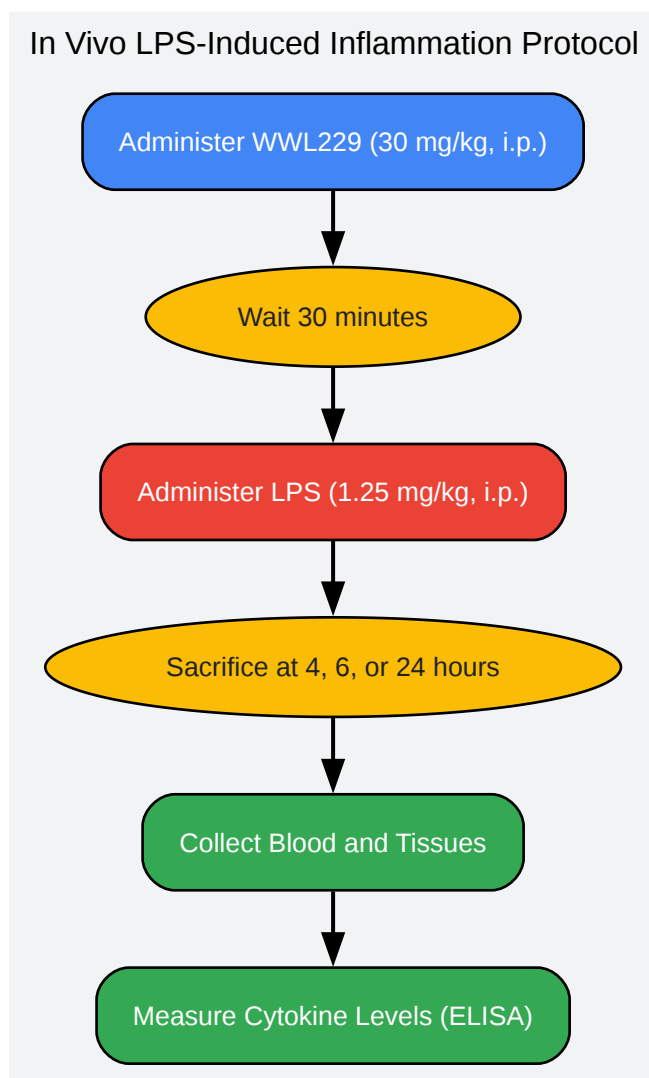 In Vivo LPS-Induced Inflammation Protocol
Administer WWL229 (30 mg/kg, i.p.)
Wait 30 minutes
Administer LPS (1.25 mg/kg, i.p.)
Sacrifice at 4, 6, or 24 hours
Collect Blood and Tissues
Measure Cytokine Levels (ELISA)